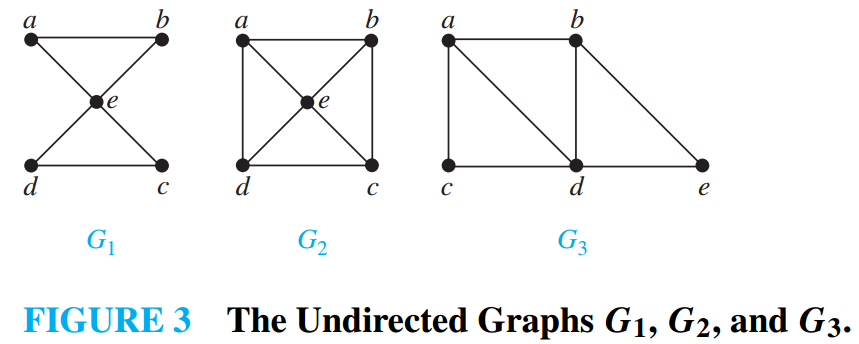 a b a b a b
e e
d c d c c d e
G1 G2 G3
FIGURE 3 The Undirected Graphs G1, G2, and G3.